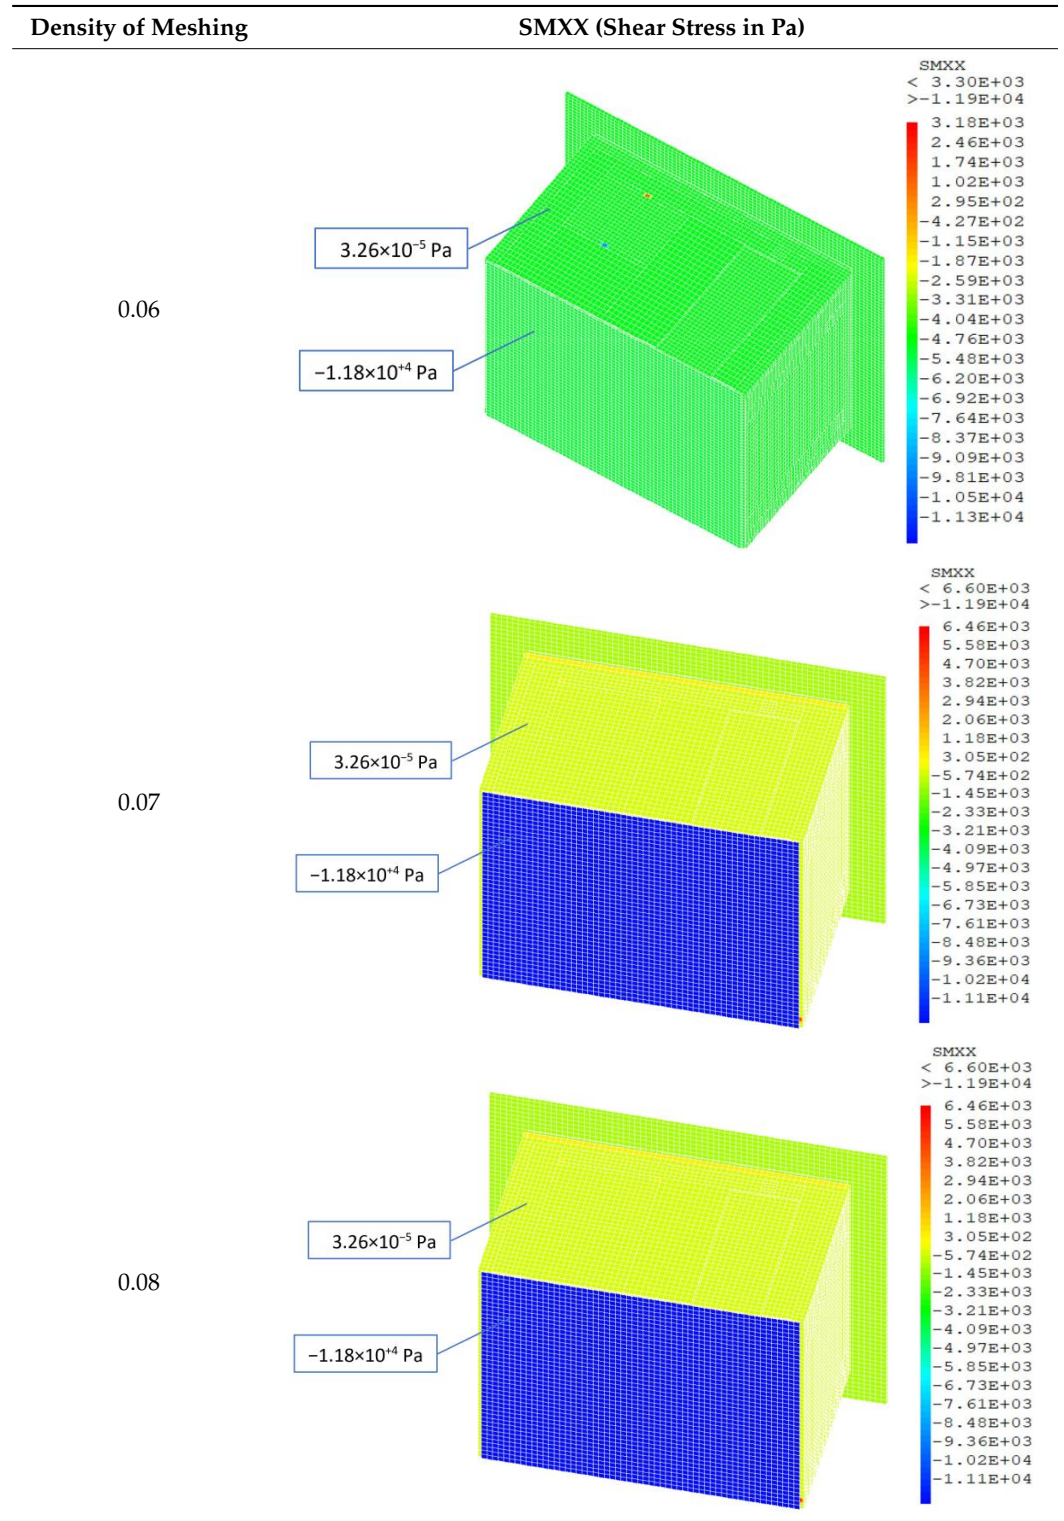 Density of Meshing SMXX (Shear Stress in Pa)
0.06
3.26×10⁻⁵ Pa
−1.18×10⁺⁴ Pa
SMXX
< 3.30E+03
>-1.19E+04
3.18E+03
2.46E+03
1.74E+03
1.02E+03
2.95E+02
-4.27E+02
-1.15E+03
-1.87E+03
-2.59E+03
-3.31E+03
-4.04E+03
-4.76E+03
-5.48E+03
-6.20E+03
-6.92E+03
-7.64E+03
-8.37E+03
-9.09E+03
-9.81E+03
-1.05E+04
-1.13E+04
0.07
3.26×10⁻⁵ Pa
−1.18×10⁺⁴ Pa
SMXX
< 6.60E+03
>-1.19E+04
6.46E+03
5.58E+03
4.70E+03
3.82E+03
2.94E+03
2.06E+03
1.18E+03
3.05E+02
-5.74E+02
-1.45E+03
-2.33E+03
-3.21E+03
-4.09E+03
-4.97E+03
-5.85E+03
-6.73E+03
-7.61E+03
-8.48E+03
-9.36E+03
-1.02E+04
-1.11E+04
0.08
3.26×10⁻⁵ Pa
−1.18×10⁺⁴ Pa
SMXX
< 6.60E+03
>-1.19E+04
6.46E+03
5.58E+03
4.70E+03
3.82E+03
2.94E+03
2.06E+03
1.18E+03
3.05E+02
-5.74E+02
-1.45E+03
-2.33E+03
-3.21E+03
-4.09E+03
-4.97E+03
-5.85E+03
-6.73E+03
-7.61E+03
-8.48E+03
-9.36E+03
-1.02E+04
-1.11E+04